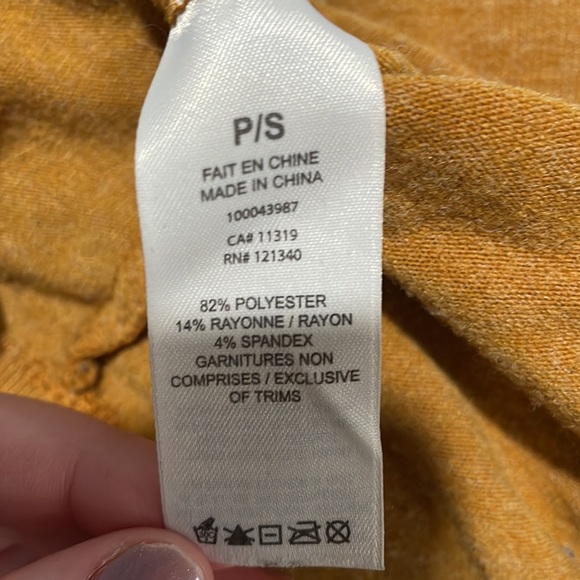 P/S
FAIT EN CHINE
MADE IN CHINA
100043987
CA# 11319
RN# 121340
82% POLYESTER
14% RAYONNE / RAYON
4% SPANDEX
GARNITURES NON
COMPRISES / EXCLUSIVE
OF TRIMS